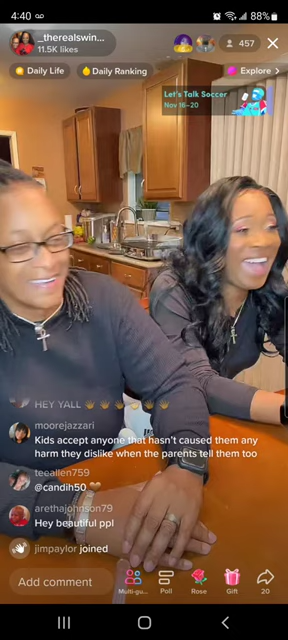 4:40
88%
_therealswin...
11.5K likes
457
Daily Life
Daily Ranking
Explore >
Let's Talk Soccer
Nov 16-20
HEY YALL 👋👋👋👋👋👋
moorejazzari
Kids accept anyone that hasn't caused them any
harm they dislike when the parents tell them too
teeallen759
@candih50 🤎
arethajohnson79
Hey beautiful ppl
jimpaylor joined
Add comment
Multi-gu...
Poll
Rose
Gift
20